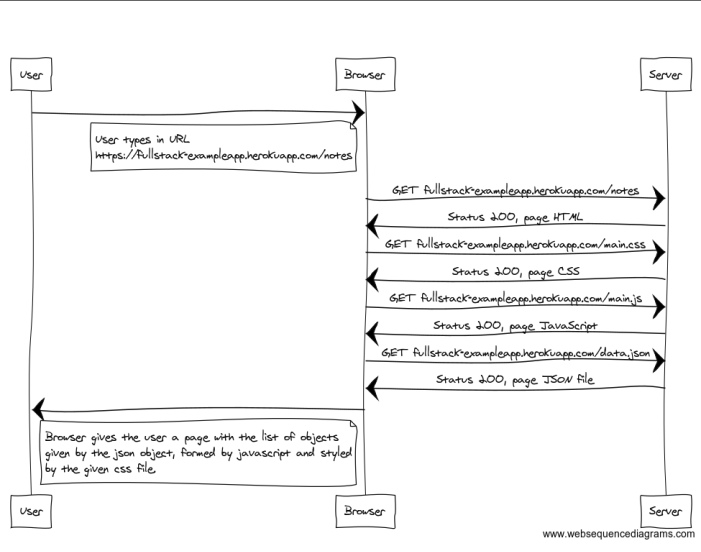 User
Browser
Server
User types in URL
https://fullstack-exampleapp.herokuapp.com/notes
GET fullstack-exampleapp.herokuapp.com/notes
Status 200, page HTML
GET fullstack-exampleapp.herokuapp.com/main.css
Status 200, page CSS
GET fullstack-exampleapp.herokuapp.com/main.js
Status 200, page JavaScript
GET fullstack-exampleapp.herokuapp.com/data.json
Status 200, page JSON file
Browser gives the user a page with the list of objects
given by the json object, formed by javascript and styled
by the given css file.
User
Browser
Server
www.websequencediagrams.com